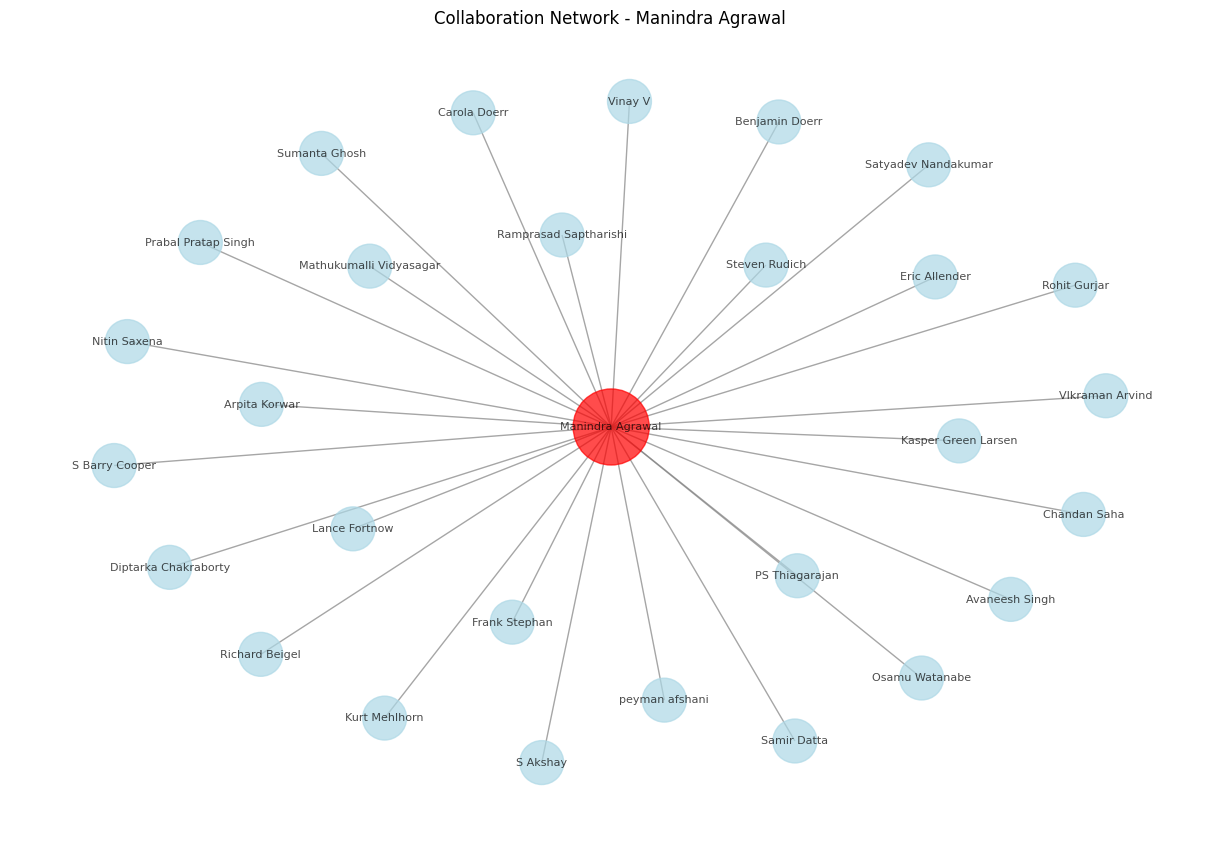 Collaboration Network - Manindra Agrawal
Vinay V
Carola Doerr
Benjamin Doerr
Sumanta Ghosh
Satyadev Nandakumar
Ramprasad Saptharishi
Prabal Pratap Singh
Steven Rudich
Mathukumalli Vidyasagar
Eric Allender
Rohit Gurjar
Nitin Saxena
VIkraman Arvind
Arpita Korwar
Manindra Agrawal
Kasper Green Larsen
S Barry Cooper
Chandan Saha
Lance Fortnow
Diptarka Chakraborty
PS Thiagarajan
Avaneesh Singh
Frank Stephan
Richard Beigel
Osamu Watanabe
peyman afshani
Kurt Mehlhorn
Samir Datta
S Akshay